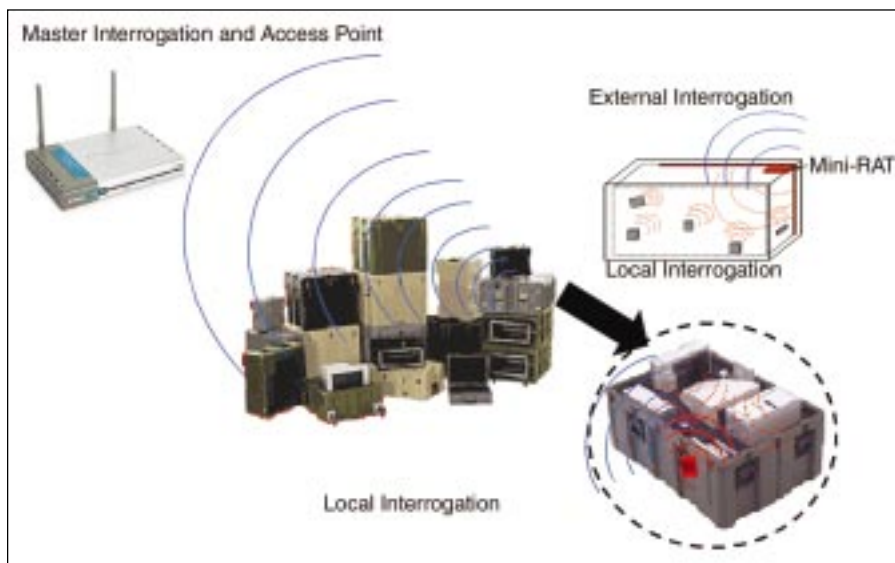 Master Interrogation and Access Point
External Interrogation
Mini-RAT
Local Interrogation
Local Interrogation